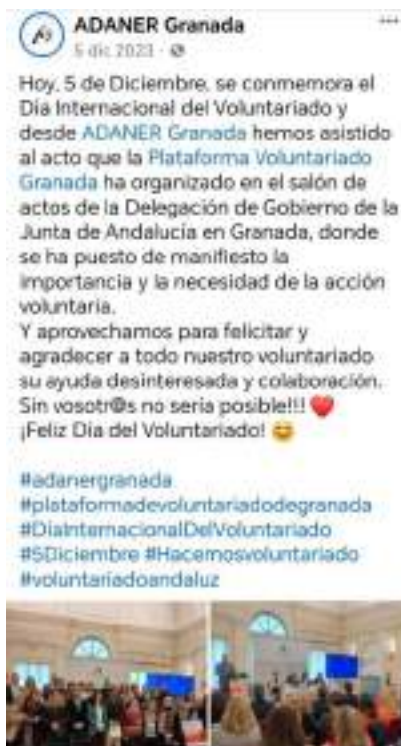 ADANER Granada
5 dic 2023
Hoy, 5 de Diciembre, se conmemora el
Día Internacional del Voluntariado y
desde ADANER Granada hemos asistido
al acto que la Plataforma Voluntariado
Granada ha organizado en el salón de
actos de la Delegación de Gobierno de la
Junta de Andalucía en Granada, donde
se ha puesto de manifiesto la
importancia y la necesidad de la acción
voluntaria.
Y aprovechamos para felicitar y
agradecer a todo nuestro voluntariado
su ayuda desinteresada y colaboración.
Sin vosotr@s no sería posible!!! ❤️
¡Feliz Día del Voluntariado! 😊
#adanergranada
#plataformadevoluntariadodegranada
#DíaInternacionalDelVoluntariado
#5Diciembre #Hacemosvoluntariado
#voluntariadoandaluz